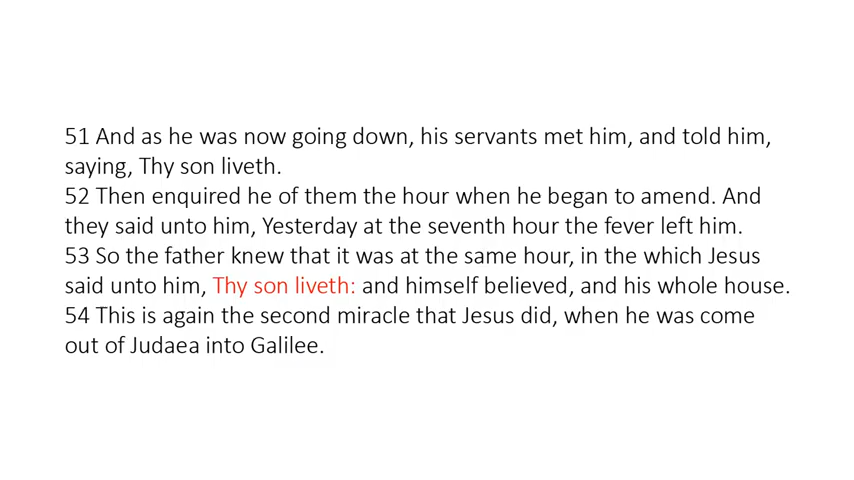 51 And as he was now going down, his servants met him, and told him,
saying, Thy son liveth.
52 Then enquired he of them the hour when he began to amend. And
they said unto him, Yesterday at the seventh hour the fever left him.
53 So the father knew that it was at the same hour, in the which Jesus
said unto him, Thy son liveth: and himself believed, and his whole house.
54 This is again the second miracle that Jesus did, when he was come
out of Judaea into Galilee.